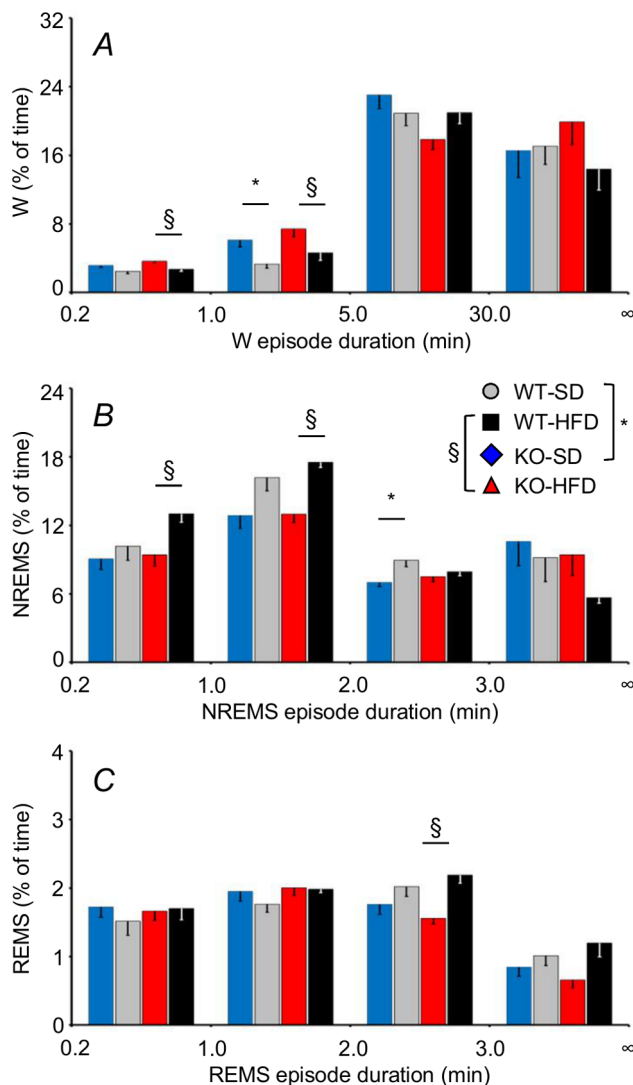 A
W (% of time)
32
24
16
8
0
§
*
§
0.2 1.0 5.0 30.0 ∞
W episode duration (min)
B
NREMS (% of time)
24
18
12
6
0
§
§
*
WT-SD
WT-HFD
KO-SD
KO-HFD
§
*
0.2 1.0 2.0 3.0 ∞
NREMS episode duration (min)
C
REMS (% of time)
4
3
2
1
0
§
0.2 1.0 2.0 3.0 ∞
REMS episode duration (min)